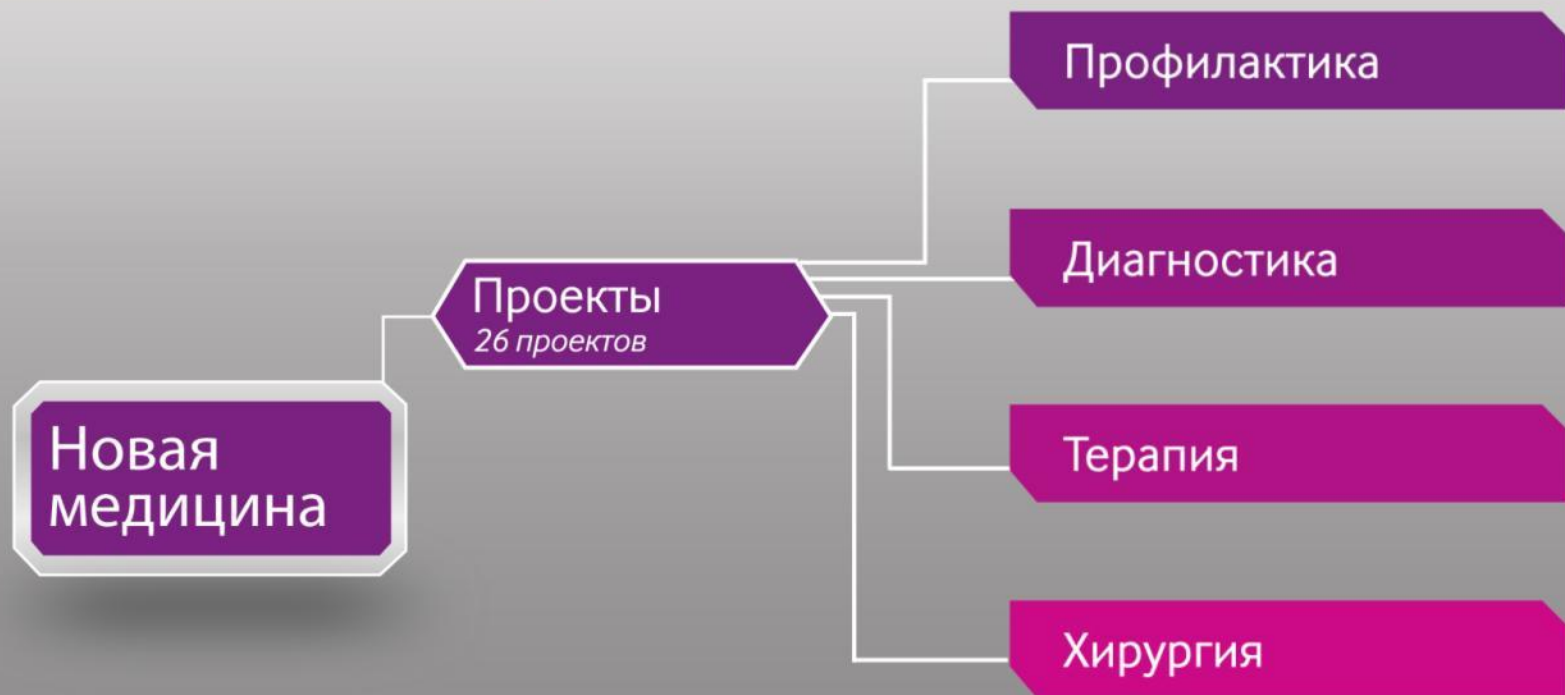 Новая
медицина
Проекты
26 проектов
Профилактика
Диагностика
Терапия
Хирургия